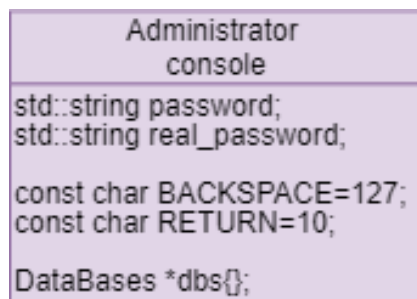 Administrator
console
std::string password;
std::string real_password;
const char BACKSPACE=127;
const char RETURN=10;
DataBases *dbs{};